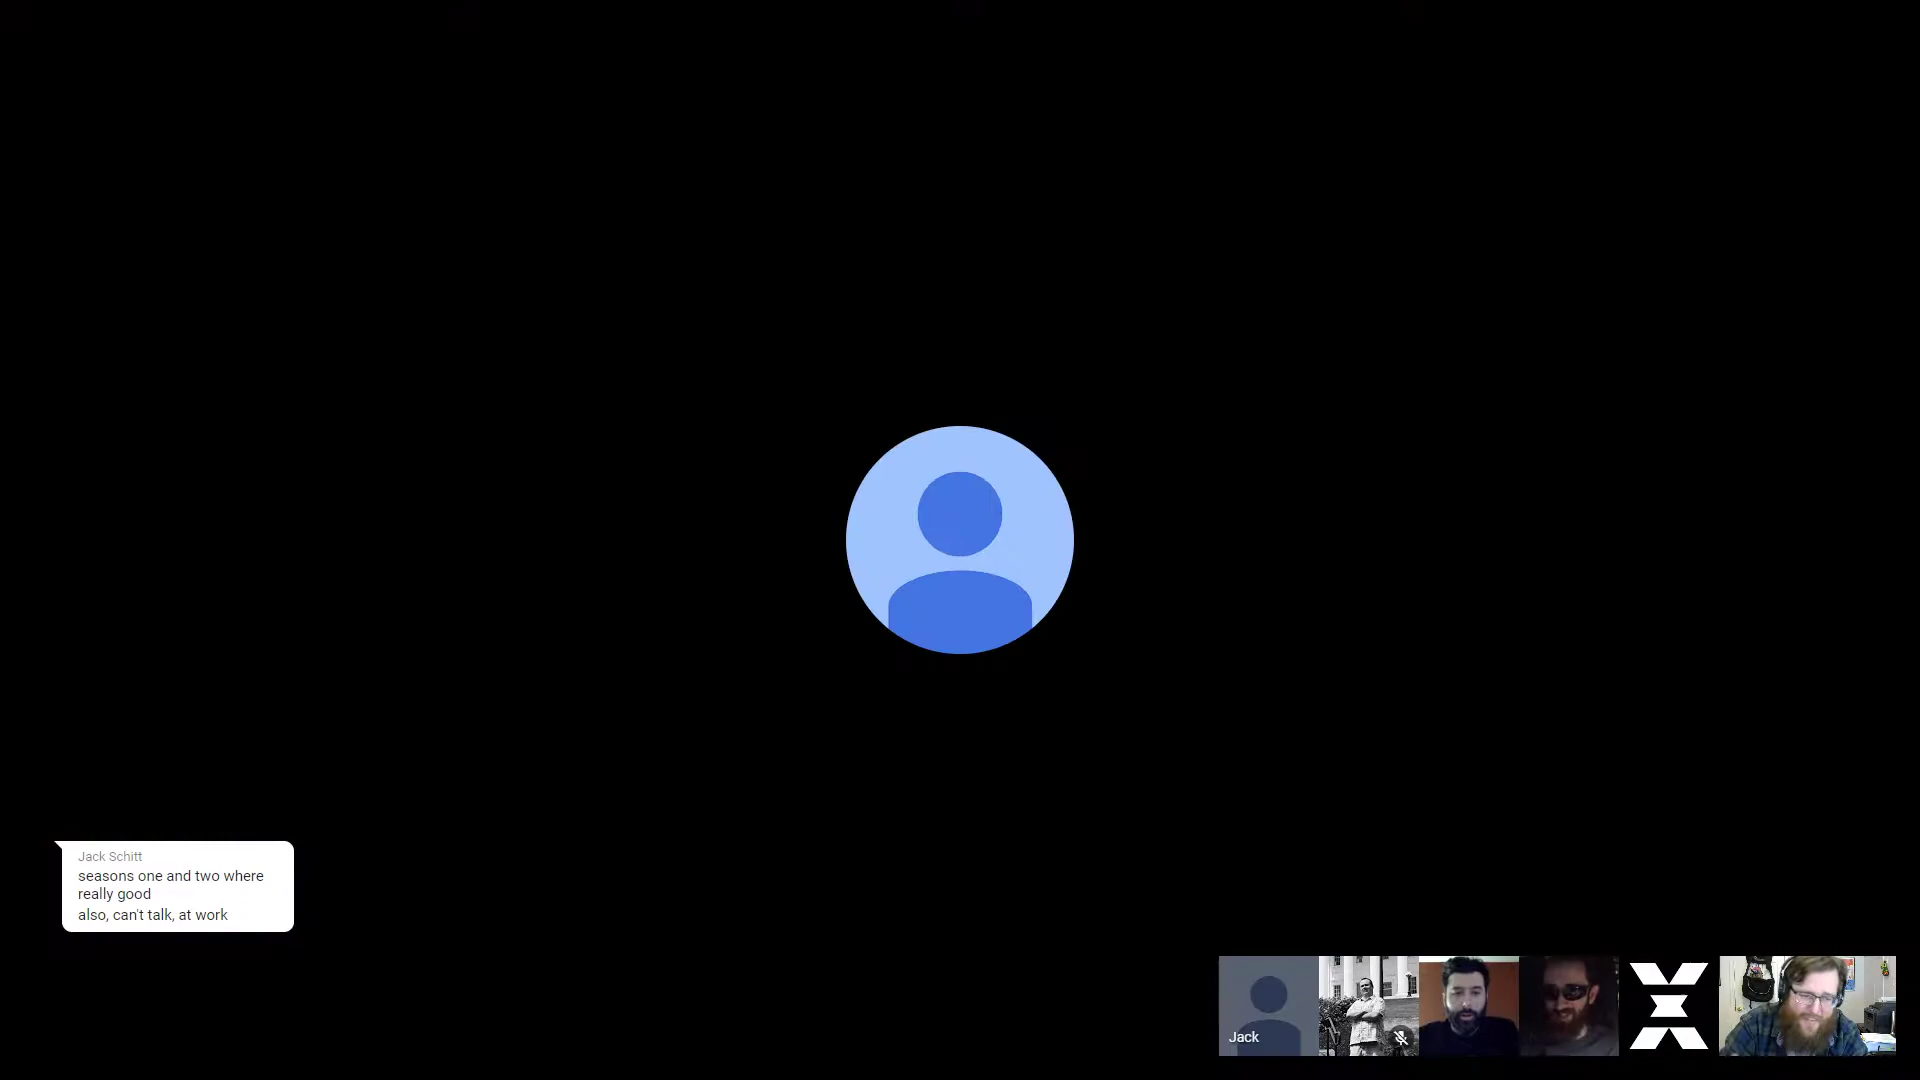 Jack Schitt
seasons one and two where
really good
also, can't talk, at work
Jack